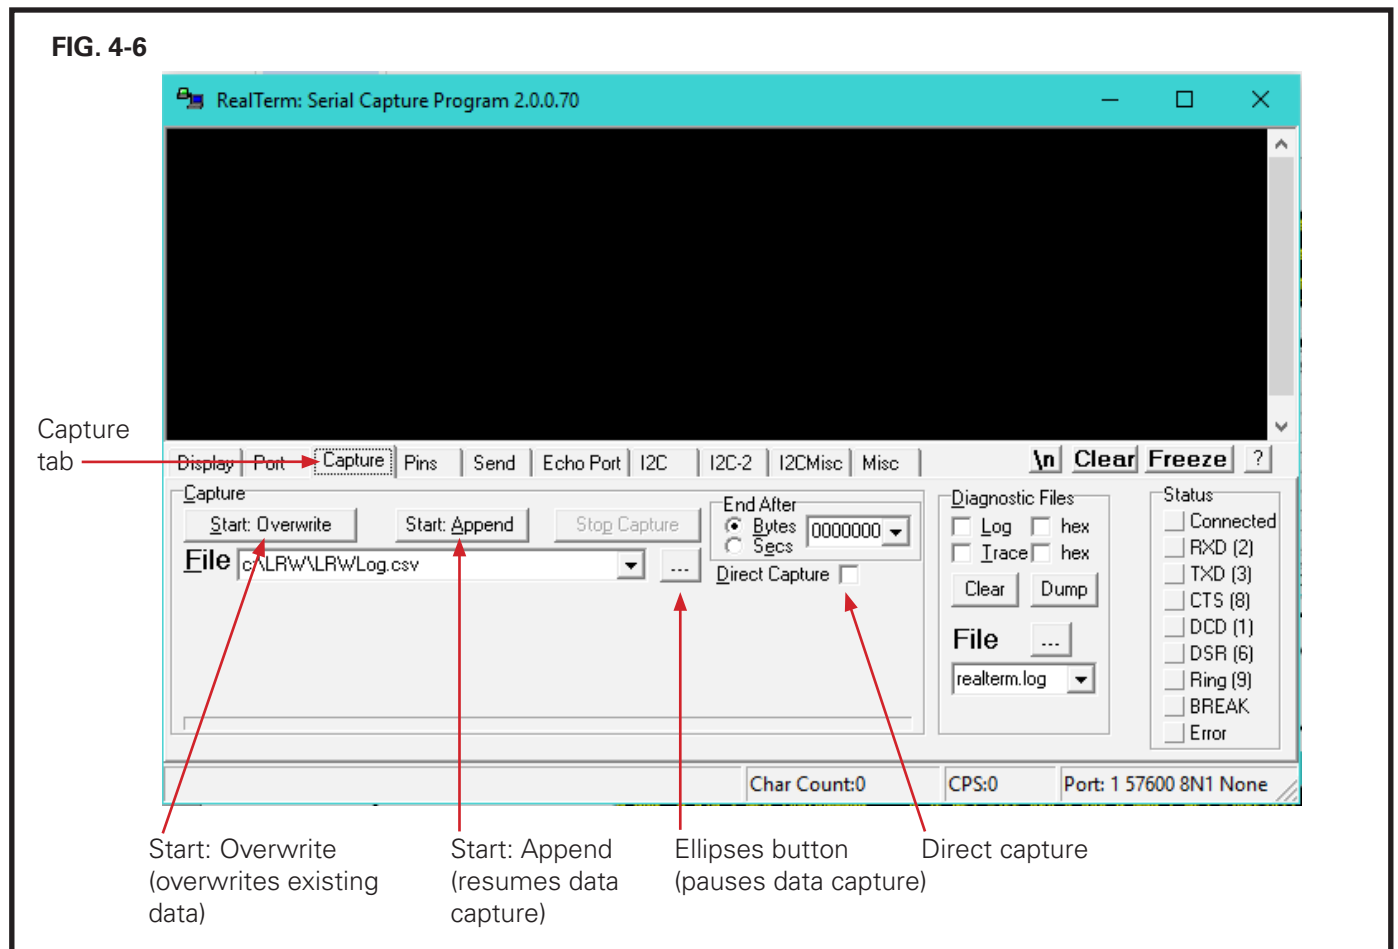 FIG. 4-6
RealTerm: Serial Capture Program 2.0.0.70
Capture
tab
Display Port Capture Pins Send Echo Port I2C I2C-2 I2CMisc Misc \n Clear Freeze ?
Capture
Start: Overwrite Start: Append Stop Capture
File c:\LRW\LRWLog.csv ...
End After
Bytes 0000000
Secs
Direct Capture
Diagnostic Files
Log hex
Trace hex
Clear Dump
File ...
realterm.log
Status
Connected
RXD (2)
TXD (3)
CTS (8)
DCD (1)
DSR (6)
Ring (9)
BREAK
Error
Char Count:0 CPS:0 Port: 1 57600 8N1 None
Start: Overwrite
(overwrites existing
data)
Start: Append
(resumes data
capture)
Ellipses button
(pauses data capture)
Direct capture